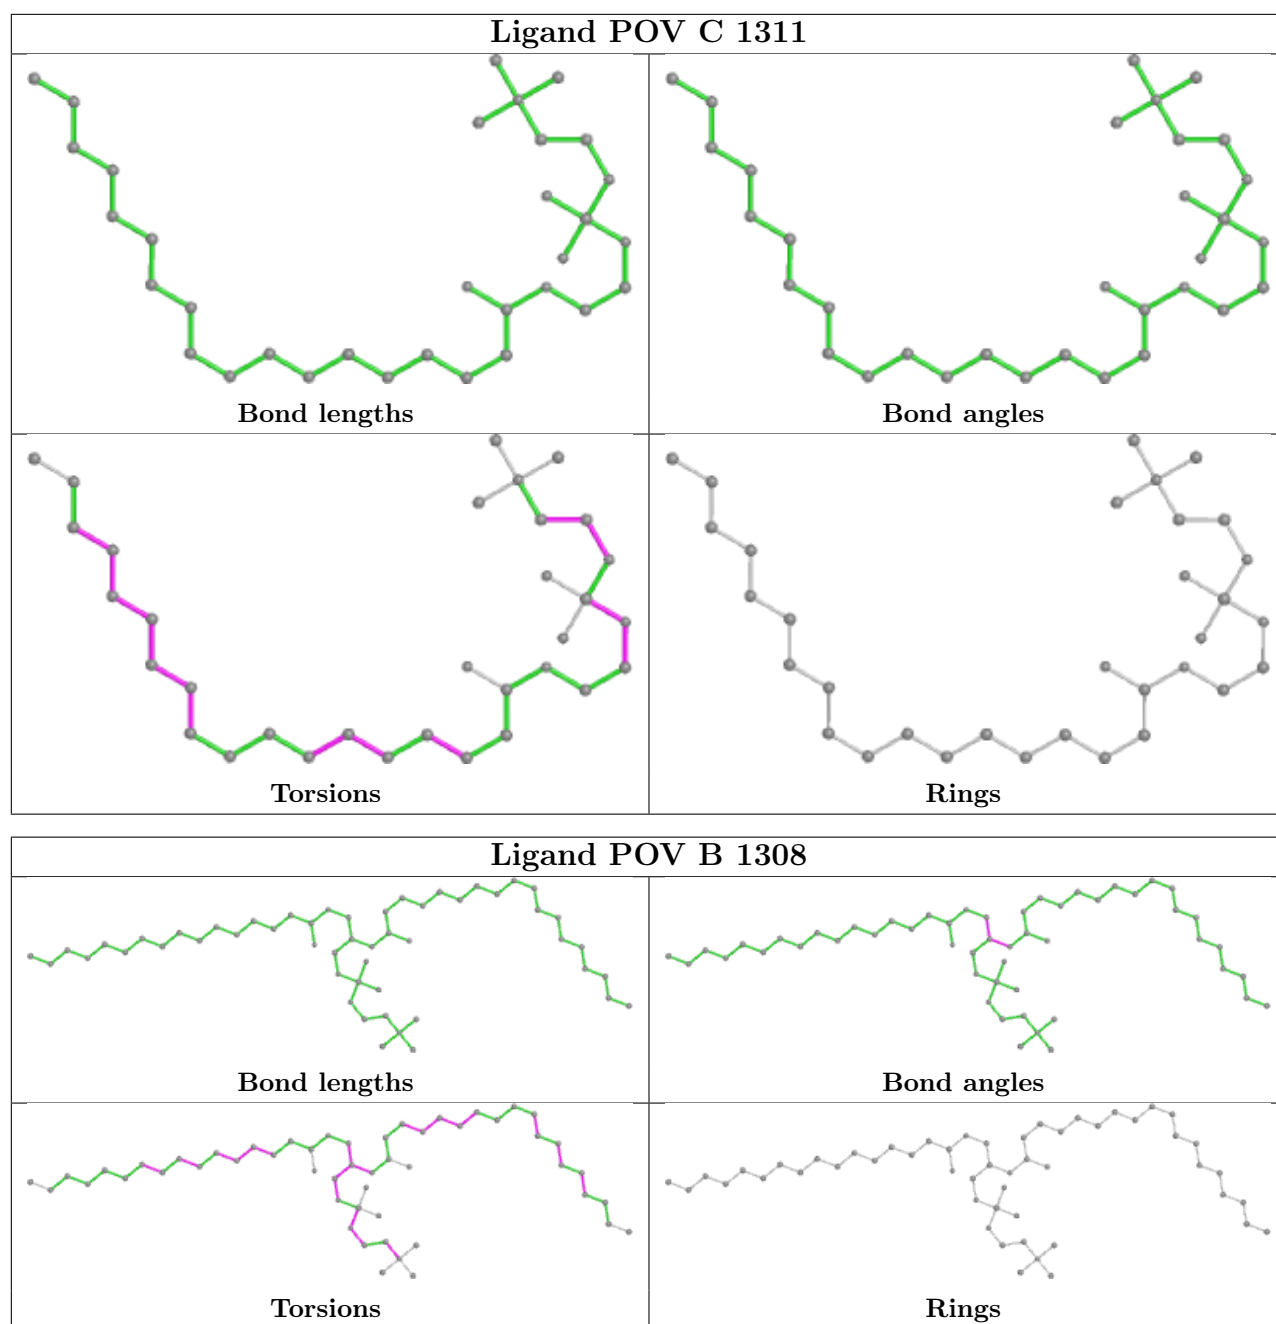 Ligand POV C 1311
Bond lengths
Bond angles
Torsions
Rings
Ligand POV B 1308
Bond lengths
Bond angles
Torsions
Rings